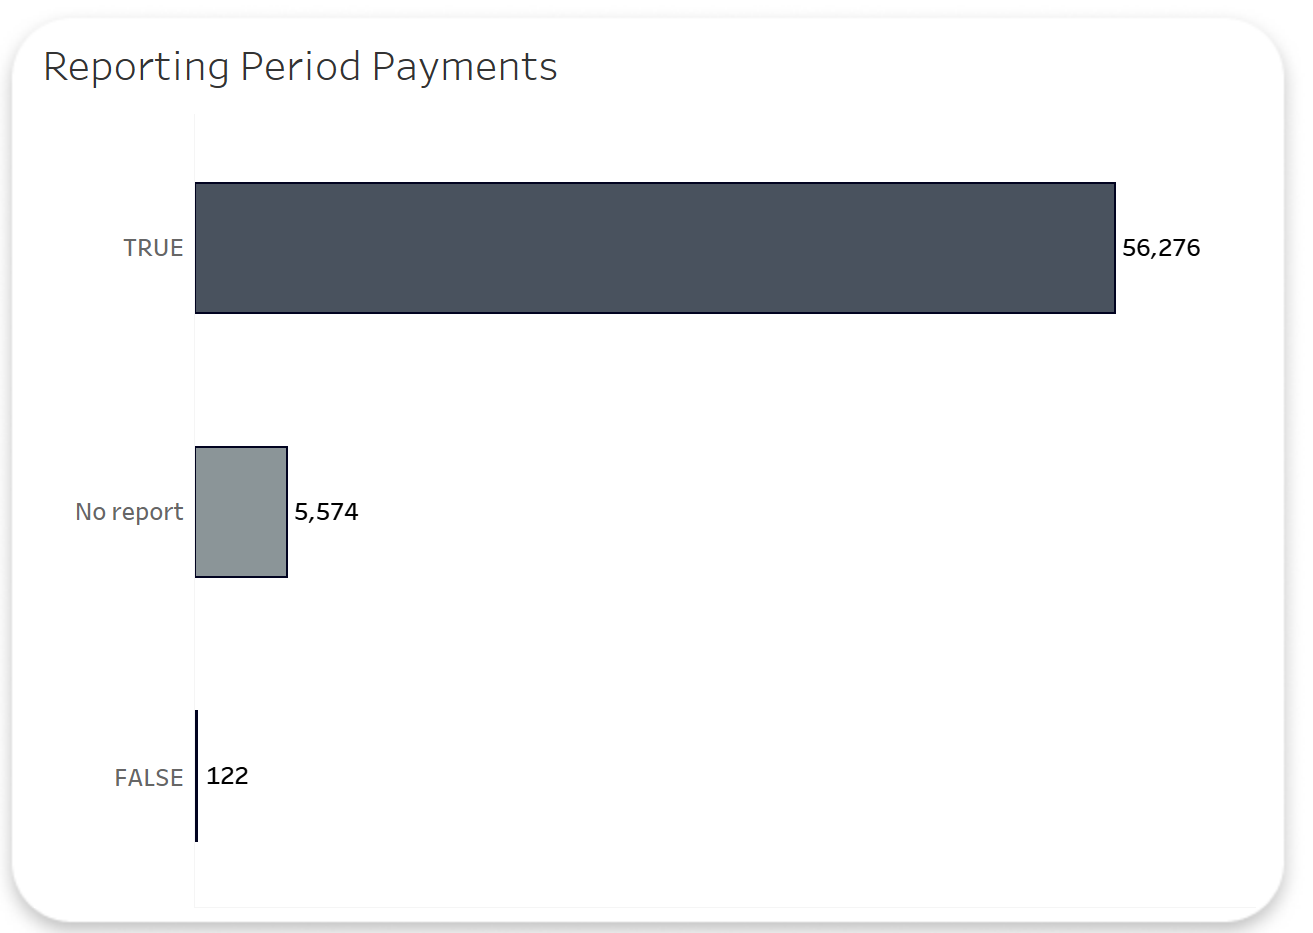 Reporting Period Payments
TRUE 56,276
No report 5,574
FALSE 122